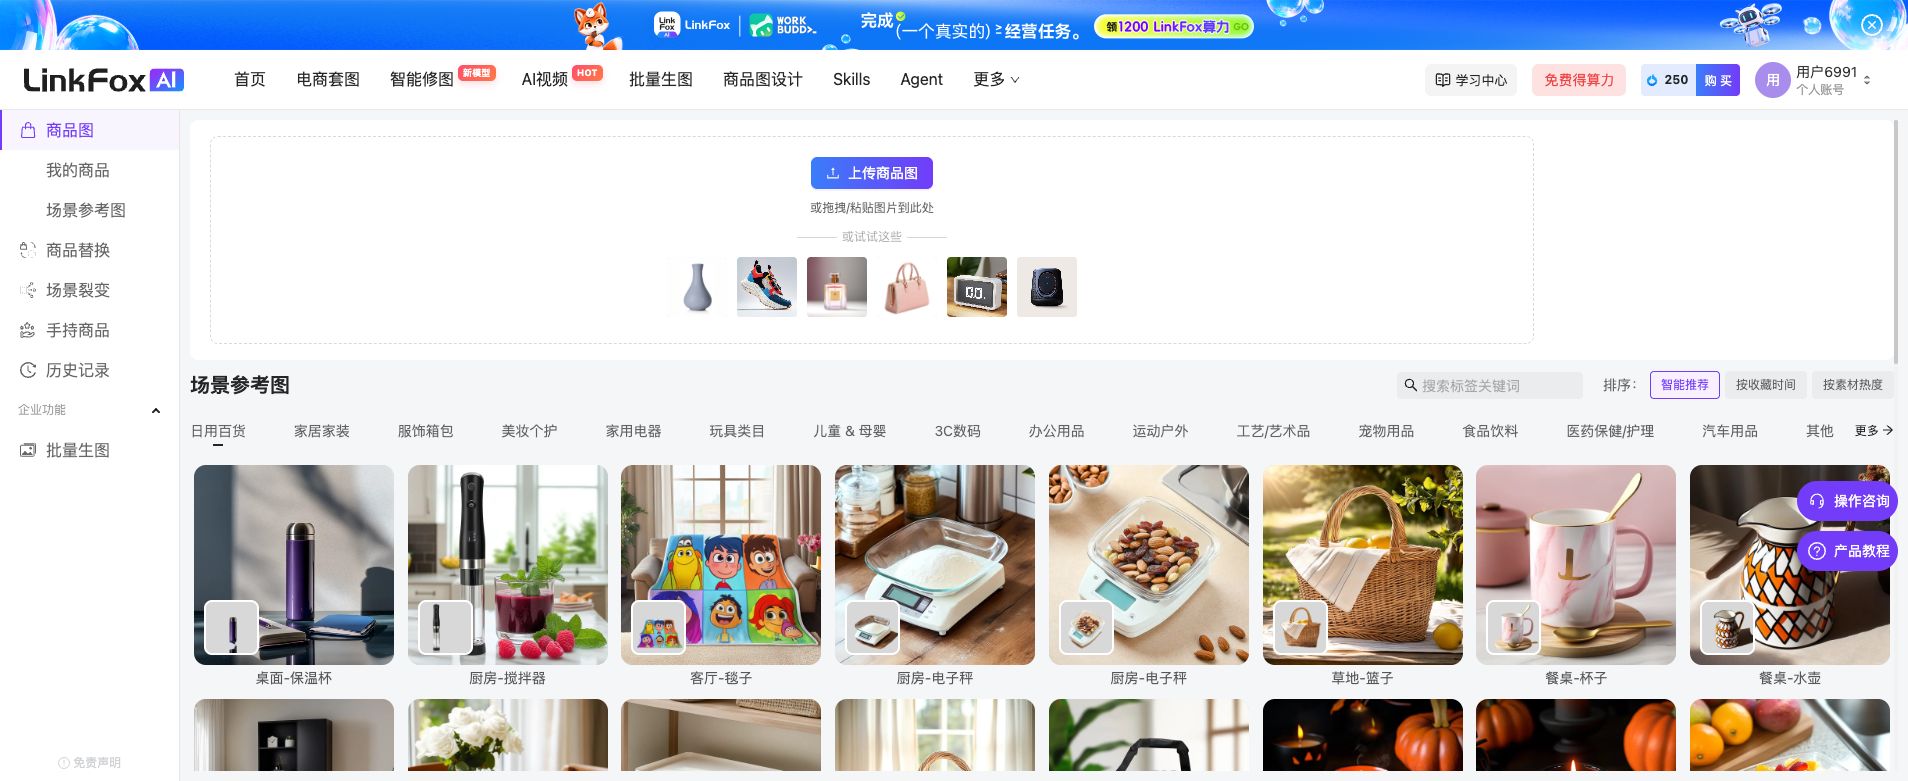 Link Fox AI LinkFox WORK BUDD>_ 完成 (一个真实的) 经营任务。 领1200 LinkFox算力 GO
LinkFox AI 首页 电商套图 智能修图 新模型 AI视频 HOT 批量生图 商品图设计 Skills Agent 更多 学习中心 免费得算力 250 购买 用 用户6991
个人账号
商品图
我的商品
场景参考图
商品替换
场景裂变
手持商品
历史记录
企业功能
批量生图
免责声明
上传商品图
或拖拽/粘贴图片到此处
或试试这些
场景参考图 搜索标签关键词 排序： 智能推荐 按收藏时间 按素材热度
日用百货 家居家装 服饰箱包 美妆个护 家用电器 玩具类目 儿童 & 母婴 3C数码 办公用品 运动户外 工艺/艺术品 宠物用品 食品饮料 医药保健/护理 汽车用品 其他 更多
操作咨询
产品教程
桌面-保温杯 厨房-搅拌器 客厅-毯子 厨房-电子秤 厨房-电子秤 草地-篮子 餐桌-杯子 餐桌-水壶